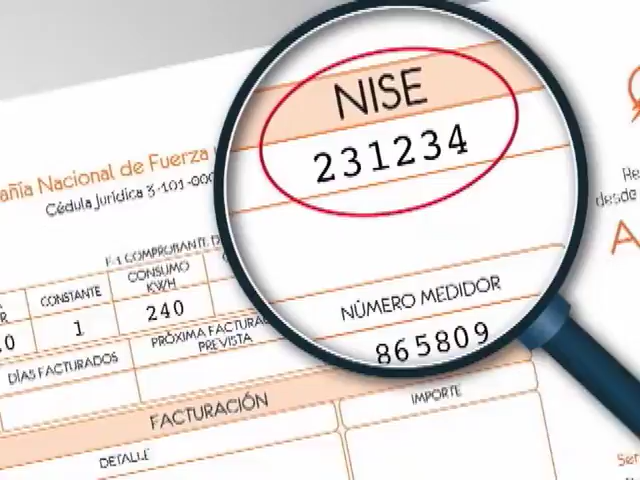 NISE
231234
añía Nacional de Fuerza
Cédula Jurídica 3-101-000
CONSTANTE
CONSUMO KWH
1
240
NÚMERO MEDIDOR
865809
DÍAS FACTURADOS
PRÓXIMA FACTURA
PREVISTA
FACTURACIÓN
DETALLE
IMPORTE
desde